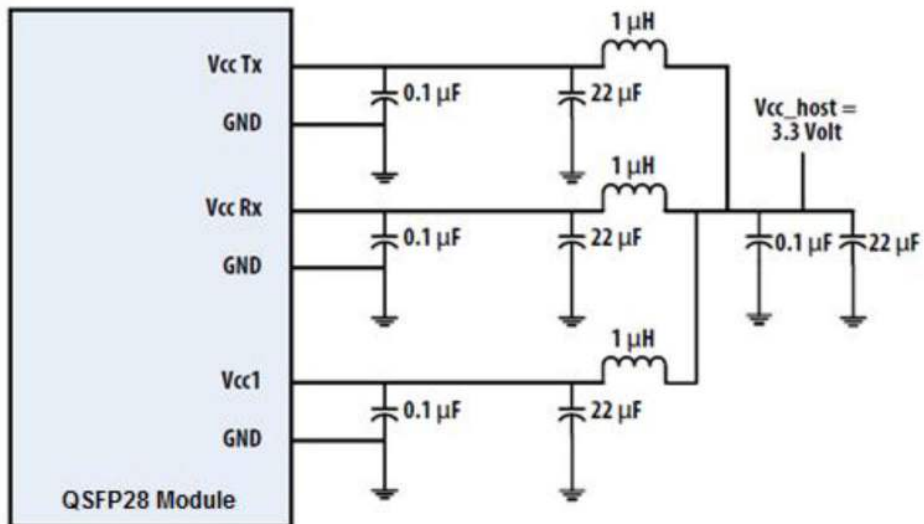 1 μH
Vcc Tx
0.1 μF
22 μF
GND
Vcc_host =
3.3 Volt
1 μH
Vcc Rx
0.1 μF
22 μF
0.1 μF
22 μF
GND
1 μH
Vcc1
0.1 μF
22 μF
GND
QSFP28 Module